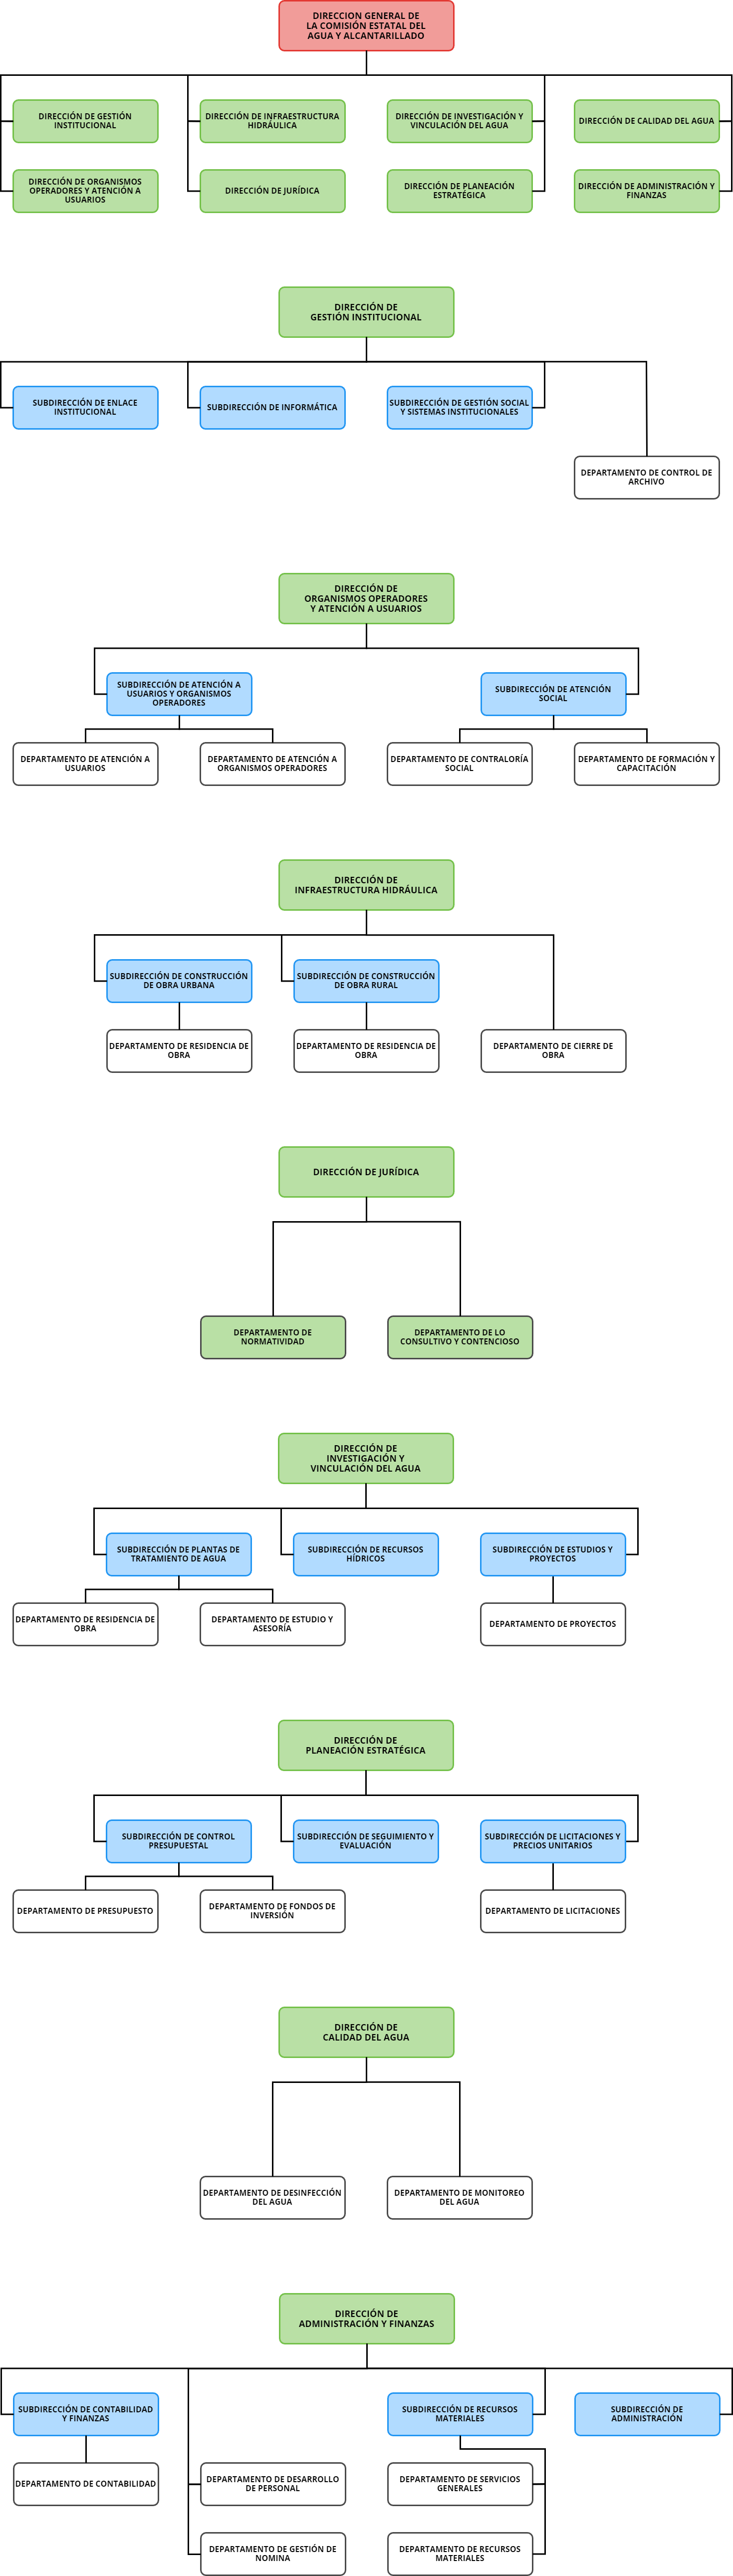 DIRECCION GENERAL DE
LA COMISIÓN ESTATAL DEL
AGUA Y ALCANTARILLADO
DIRECCIÓN DE GESTIÓN
INSTITUCIONAL
DIRECCIÓN DE INFRAESTRUCTURA
HIDRÁULICA
DIRECCIÓN DE INVESTIGACIÓN Y
VINCULACIÓN DEL AGUA
DIRECCIÓN DE CALIDAD DEL AGUA
DIRECCIÓN DE ORGANISMOS
OPERADORES Y ATENCIÓN A
USUARIOS
DIRECCIÓN DE JURÍDICA
DIRECCIÓN DE PLANEACIÓN
ESTRATÉGICA
DIRECCIÓN DE ADMINISTRACIÓN Y
FINANZAS
DIRECCIÓN DE
GESTIÓN INSTITUCIONAL
SUBDIRECCIÓN DE ENLACE
INSTITUCIONAL
SUBDIRECCIÓN DE INFORMÁTICA
SUBDIRECCIÓN DE GESTIÓN SOCIAL
Y SISTEMAS INSTITUCIONALES
DEPARTAMENTO DE CONTROL DE
ARCHIVO
DIRECCIÓN DE
ORGANISMOS OPERADORES
Y ATENCIÓN A USUARIOS
SUBDIRECCIÓN DE ATENCIÓN A
USUARIOS Y ORGANISMOS
OPERADORES
SUBDIRECCIÓN DE ATENCIÓN
SOCIAL
DEPARTAMENTO DE ATENCIÓN A
USUARIOS
DEPARTAMENTO DE ATENCIÓN A
ORGANISMOS OPERADORES
DEPARTAMENTO DE CONTRALORÍA
SOCIAL
DEPARTAMENTO DE FORMACIÓN Y
CAPACITACIÓN
DIRECCIÓN DE
INFRAESTRUCTURA HIDRÁULICA
SUBDIRECCIÓN DE CONSTRUCCIÓN
DE OBRA URBANA
SUBDIRECCIÓN DE CONSTRUCCIÓN
DE OBRA RURAL
DEPARTAMENTO DE RESIDENCIA DE
OBRA
DEPARTAMENTO DE RESIDENCIA DE
OBRA
DEPARTAMENTO DE CIERRE DE
OBRA
DIRECCIÓN DE JURÍDICA
DEPARTAMENTO DE
NORMATIVIDAD
DEPARTAMENTO DE LO
CONSULTIVO Y CONTENCIOSO
DIRECCIÓN DE
INVESTIGACIÓN Y
VINCULACIÓN DEL AGUA
SUBDIRECCIÓN DE PLANTAS DE
TRATAMIENTO DE AGUA
SUBDIRECCIÓN DE RECURSOS
HÍDRICOS
SUBDIRECCIÓN DE ESTUDIOS Y
PROYECTOS
DEPARTAMENTO DE RESIDENCIA DE
OBRA
DEPARTAMENTO DE ESTUDIO Y
ASESORÍA
DEPARTAMENTO DE PROYECTOS
DIRECCIÓN DE
PLANEACIÓN ESTRATÉGICA
SUBDIRECCIÓN DE CONTROL
PRESUPUESTAL
SUBDIRECCIÓN DE SEGUIMIENTO Y
EVALUACIÓN
SUBDIRECCIÓN DE LICITACIONES Y
PRECIOS UNITARIOS
DEPARTAMENTO DE PRESUPUESTO
DEPARTAMENTO DE FONDOS DE
INVERSIÓN
DEPARTAMENTO DE LICITACIONES
DIRECCIÓN DE
CALIDAD DEL AGUA
DEPARTAMENTO DE DESINFECCIÓN
DEL AGUA
DEPARTAMENTO DE MONITOREO
DEL AGUA
DIRECCIÓN DE
ADMINISTRACIÓN Y FINANZAS
SUBDIRECCIÓN DE CONTABILIDAD
Y FINANZAS
SUBDIRECCIÓN DE RECURSOS
MATERIALES
SUBDIRECCIÓN DE
ADMINISTRACIÓN
DEPARTAMENTO DE CONTABILIDAD
DEPARTAMENTO DE DESARROLLO
DE PERSONAL
DEPARTAMENTO DE SERVICIOS
GENERALES
DEPARTAMENTO DE GESTIÓN DE
NOMINA
DEPARTAMENTO DE RECURSOS
MATERIALES